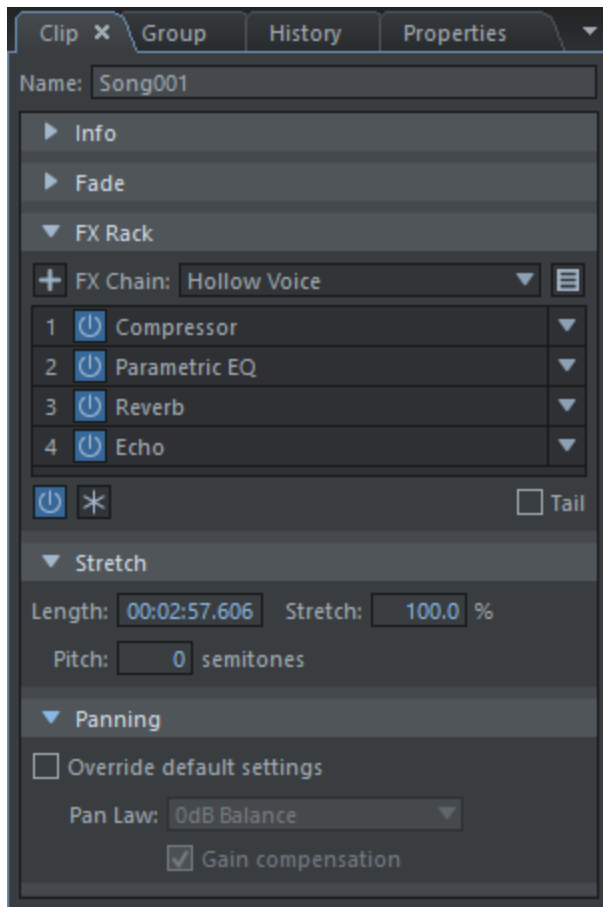 Clip Group History Properties
Name: Song001
Info
Fade
FX Rack
FX Chain: Hollow Voice
1 Compressor
2 Parametric EQ
3 Reverb
4 Echo
Tail
Stretch
Length: 00:02:57.606 Stretch: 100.0 %
Pitch: 0 semitones
Panning
Override default settings
Pan Law: 0dB Balance
Gain compensation